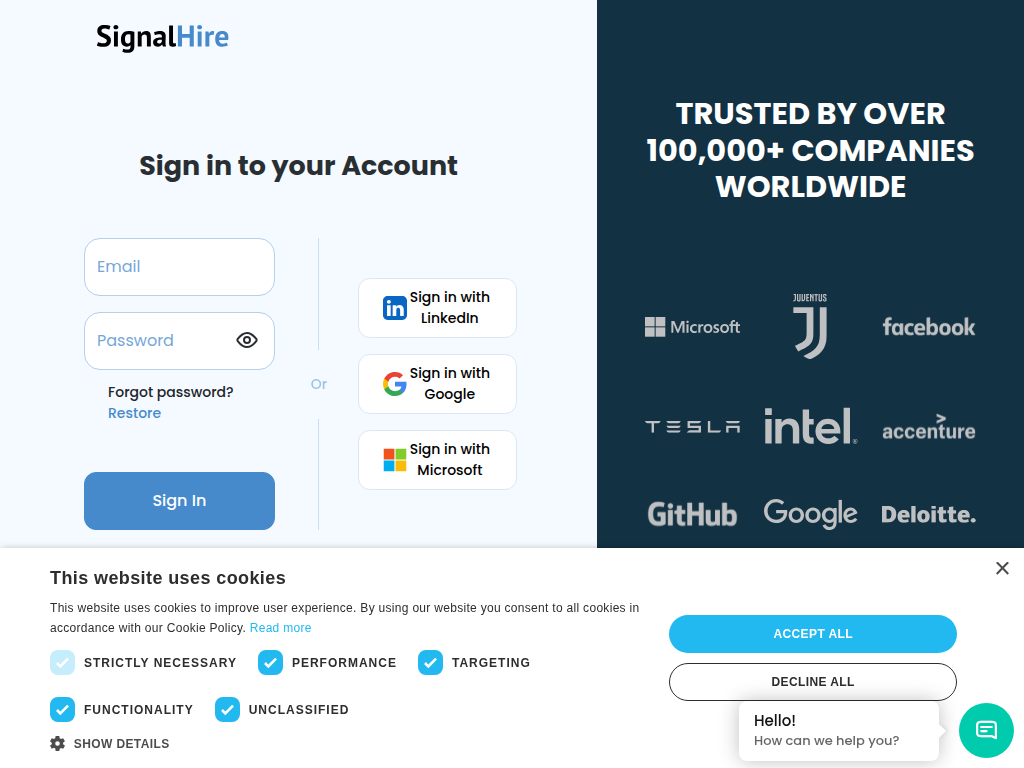 SignalHire
Sign in to your Account
Email
Password
Forgot password?
Restore
Sign In
Or
Sign in with
LinkedIn
Sign in with
Google
Sign in with
Microsoft
TRUSTED BY OVER
100,000+ COMPANIES
WORLDWIDE
Microsoft
JUVENTUS
facebook
TESLA
intel
accenture
GitHub
Google
Deloitte.
This website uses cookies
This website uses cookies to improve user experience. By using our website you consent to all cookies in
accordance with our Cookie Policy. Read more
STRICTLY NECESSARY PERFORMANCE TARGETING
FUNCTIONALITY UNCLASSIFIED
SHOW DETAILS
ACCEPT ALL
DECLINE ALL
Hello!
How can we help you?